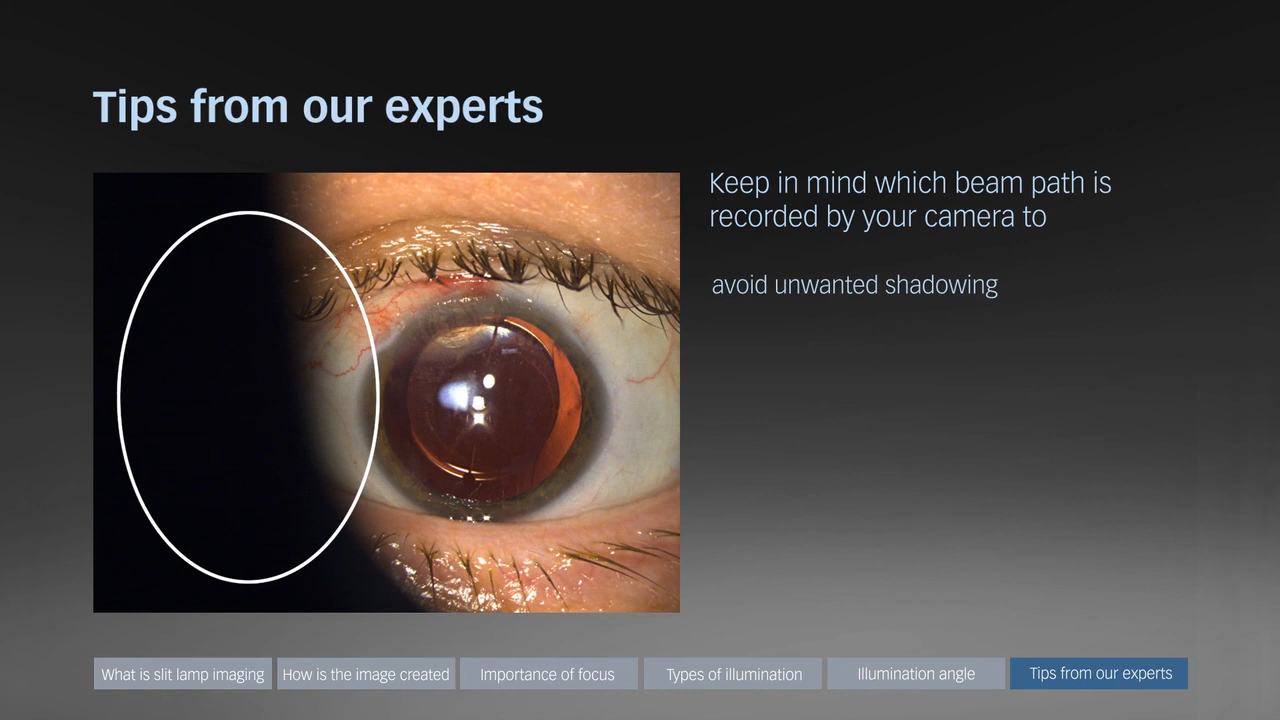 Tips from our experts
Keep in mind which beam path is
recorded by your camera to
avoid unwanted shadowing
What is slit lamp imaging
How is the image created
Importance of focus
Types of illumination
Illumination angle
Tips from our experts